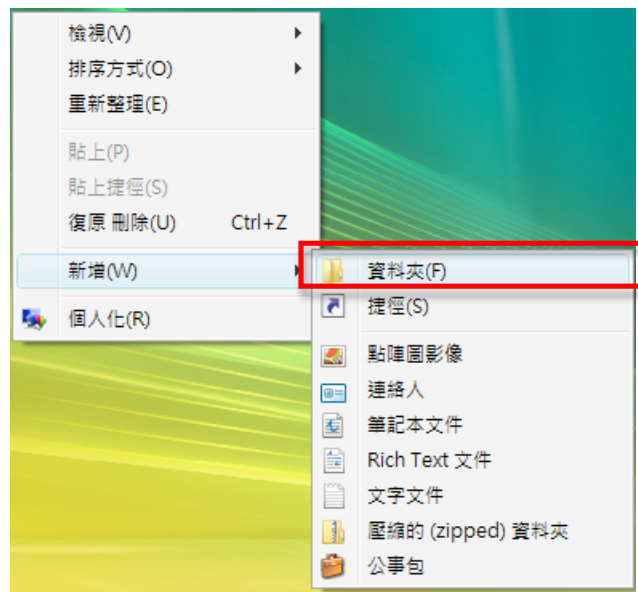 檢視(V)
排序方式(O)
重新整理(E)
貼上(P)
貼上捷徑(S)
復原 刪除(U) Ctrl+Z
新增(W)
個人化(R)
資料夾(F)
捷徑(S)
點陣圖影像
連絡人
筆記本文件
Rich Text 文件
文字文件
壓縮的 (zipped) 資料夾
公事包